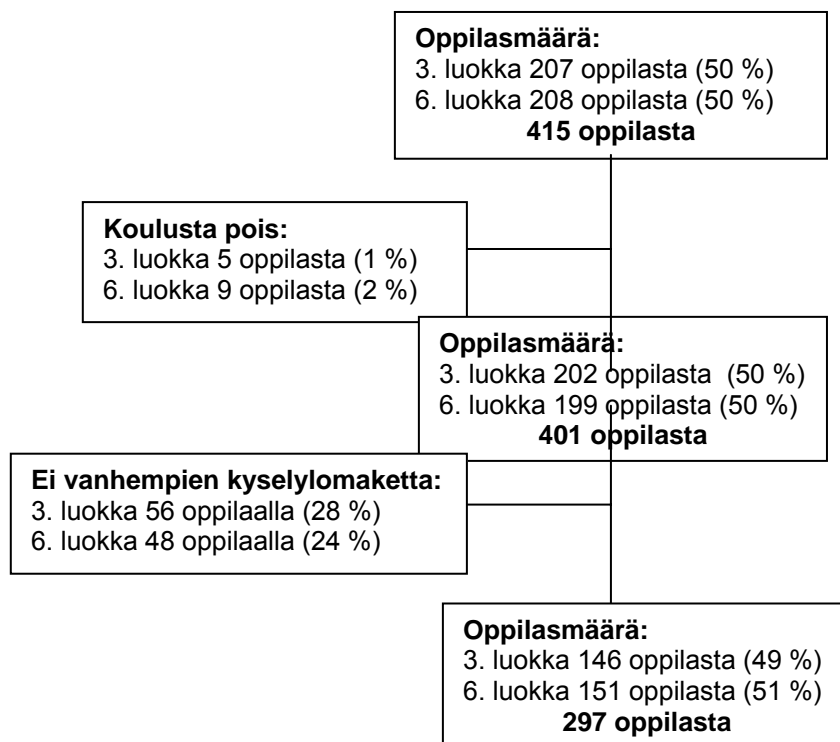 Oppilasmäärä:
3. luokka 207 oppilasta (50 %)
6. luokka 208 oppilasta (50 %)
415 oppilasta
Koulusta pois:
3. luokka 5 oppilasta (1 %)
6. luokka 9 oppilasta (2 %)
Oppilasmäärä:
3. luokka 202 oppilasta (50 %)
6. luokka 199 oppilasta (50 %)
401 oppilasta
Ei vanhempien kyselylomaketta:
3. luokka 56 oppilaalla (28 %)
6. luokka 48 oppilaalla (24 %)
Oppilasmäärä:
3. luokka 146 oppilasta (49 %)
6. luokka 151 oppilasta (51 %)
297 oppilasta